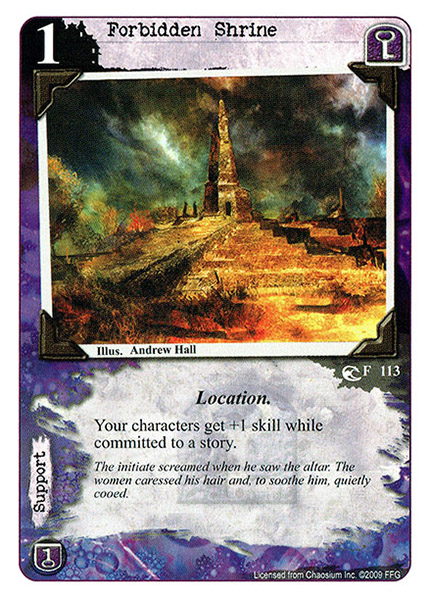 1
Forbidden Shrine
Illus. Andrew Hall
F 113
Location.
Your characters get +1 skill while
committed to a story.
The initiate screamed when he saw the altar. The
women caressed his hair and, to soothe him, quietly
cooed.
Support
Licensed from Chaosium Inc. ©2009 FFG